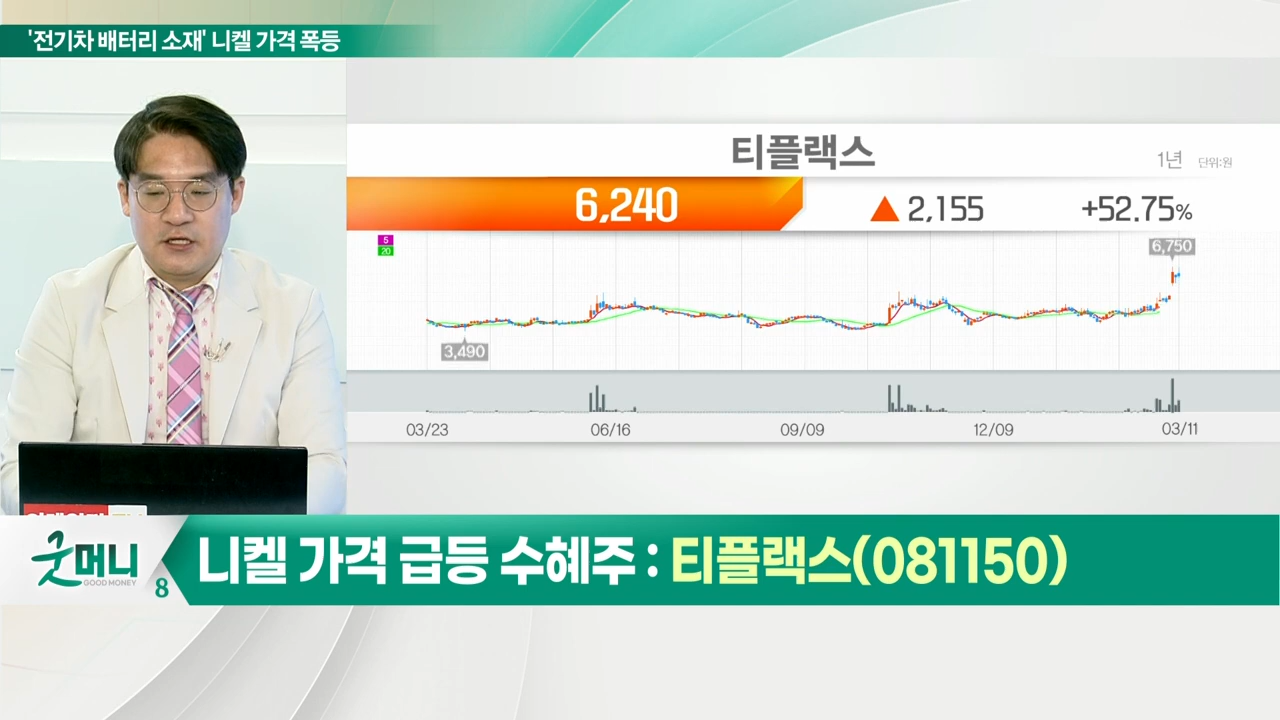 '전기차 배터리 소재' 니켈 가격 폭등
티플랙스
1년 단위:원
6,240 ▲ 2,155 +52.75%
5
20
6,750
3,490
03/23 06/16 09/09 12/09 03/11
굿머니
GOOD MONEY
8
니켈 가격 급등 수혜주 : 티플랙스(081150)